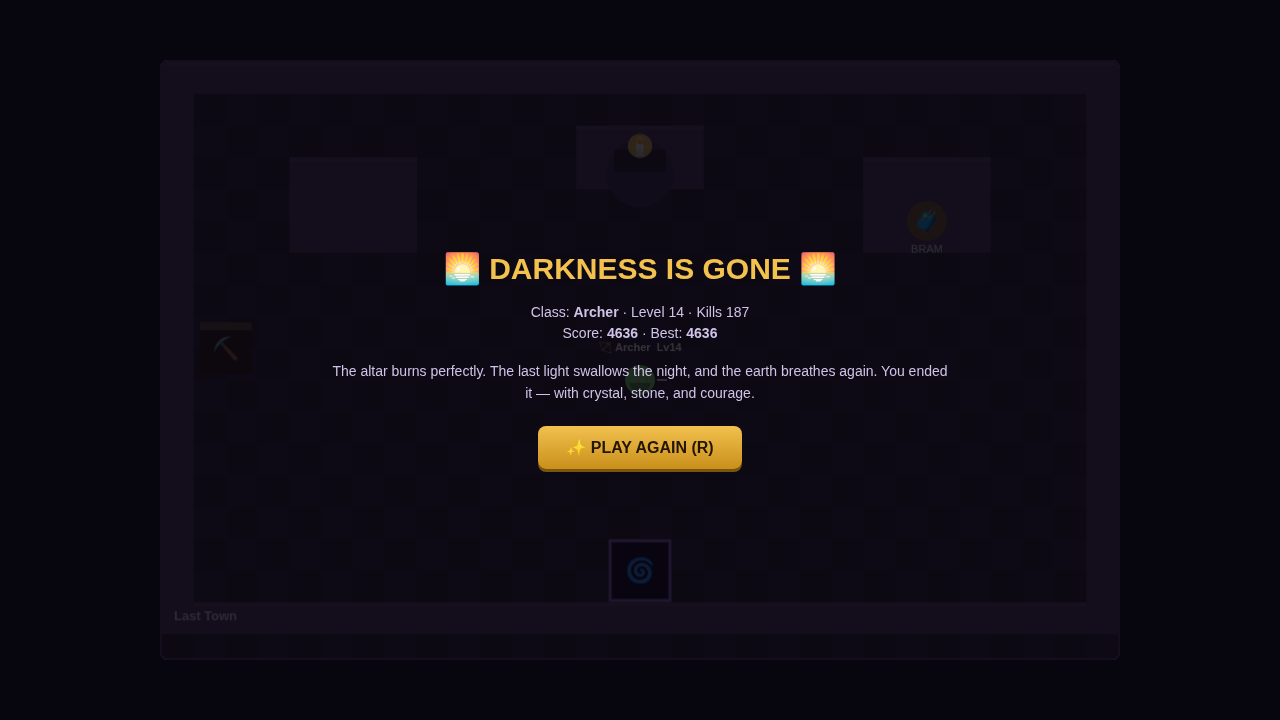 BRAM
🌅 DARKNESS IS GONE 🌅
Class: Archer · Level 14 · Kills 187
Score: 4636 · Best: 4636
Archer Lv14
The altar burns perfectly. The last light swallows the night, and the earth breathes again. You ended
it — with crystal, stone, and courage.
✨ PLAY AGAIN (R)
Last Town